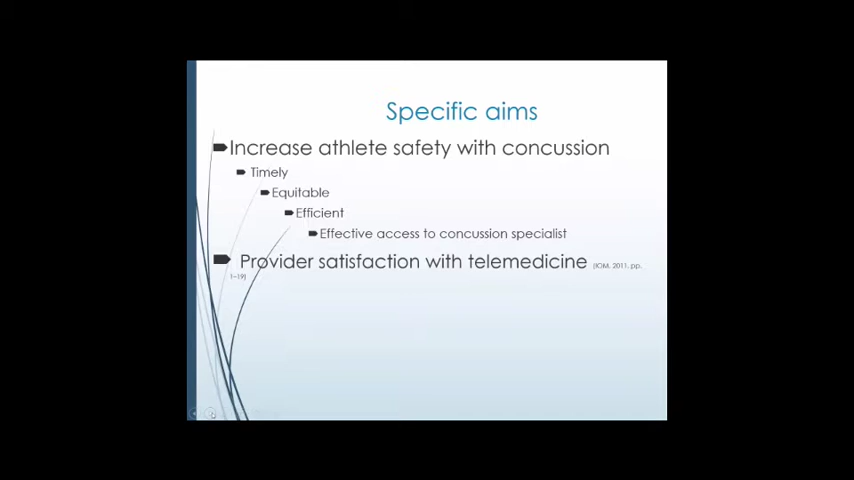 Specific aims
Increase athlete safety with concussion
Timely
Equitable
Efficient
Effective access to concussion specialist
Provider satisfaction with telemedicine (IOM, 2011, pp.
1-19)